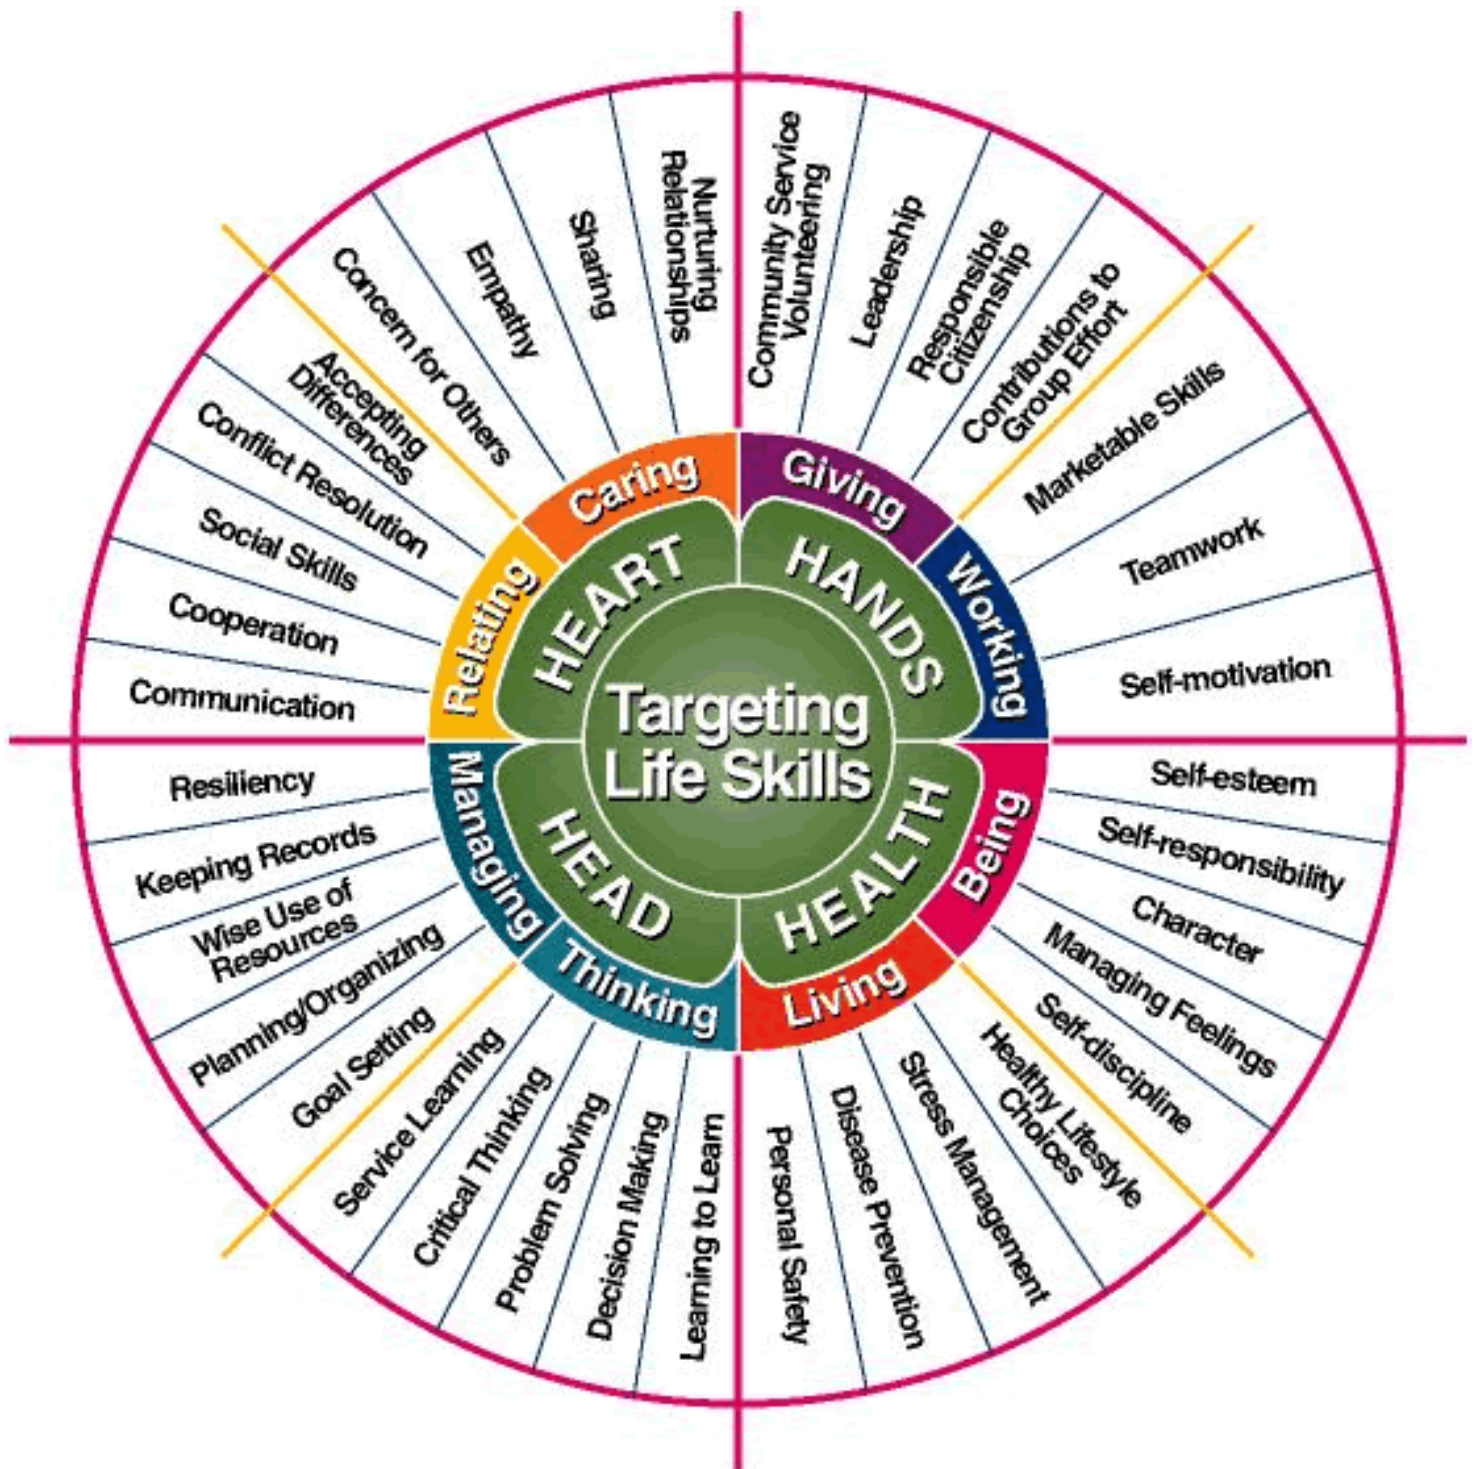 Targeting
Life Skills
HEART
HANDS
HEALTH
HEAD
Caring
Giving
Working
Being
Living
Thinking
Managing
Relating
Community Service
Volunteering
Leadership
Responsible
Citizenship
Contributions to
Group Effort
Marketable Skills
Teamwork
Self-motivation
Self-esteem
Self-responsibility
Character
Managing Feelings
Self-discipline
Healthy Lifestyle
Choices
Stress Management
Disease Prevention
Personal Safety
Learning to Learn
Decision Making
Problem Solving
Critical Thinking
Service Learning
Goal Setting
Planning/Organizing
Wise Use of
Resources
Keeping Records
Resiliency
Communication
Cooperation
Social Skills
Conflict Resolution
Accepting
Differences
Concern for Others
Empathy
Sharing
Nurturing
Relationships